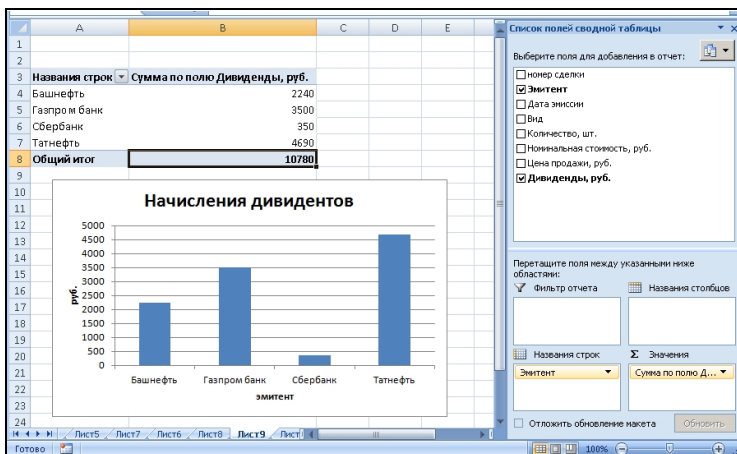 A B C D E
1
2
3 Названия строк Сумма по полю Дивиденды, руб.
4 Башнефть 2240
5 Газпром банк 3500
6 Сбербанк 350
7 Татнефть 4690
8 Общий итог 10780
9
10
11
12
13
14
15
16
17
18
19
20
21
22
23
24
Начисления дивидентов
5000
4500
4000
3500
3000
2500
2000
1500
1000
500
0
руб.
Башнефть Газпром банк Сбербанк Татнефть
эмитент
Лист5 Лист7 Лист6 Лист8 Лист9 Лист
Готово 100%
Список полей сводной таблицы
Выберите поля для добавления в отчет:
номер сделки
Эмитент
Дата эмиссии
Вид
Количество, шт.
Номинальная стоимость, руб.
Цена продажи, руб.
Дивиденды, руб.
Перетащите поля между указанными ниже
областями:
Фильтр отчета Названия столбцов
Названия строк Σ Значения
Эмитент Сумма по полю Д...
Отложить обновление макета Обновить